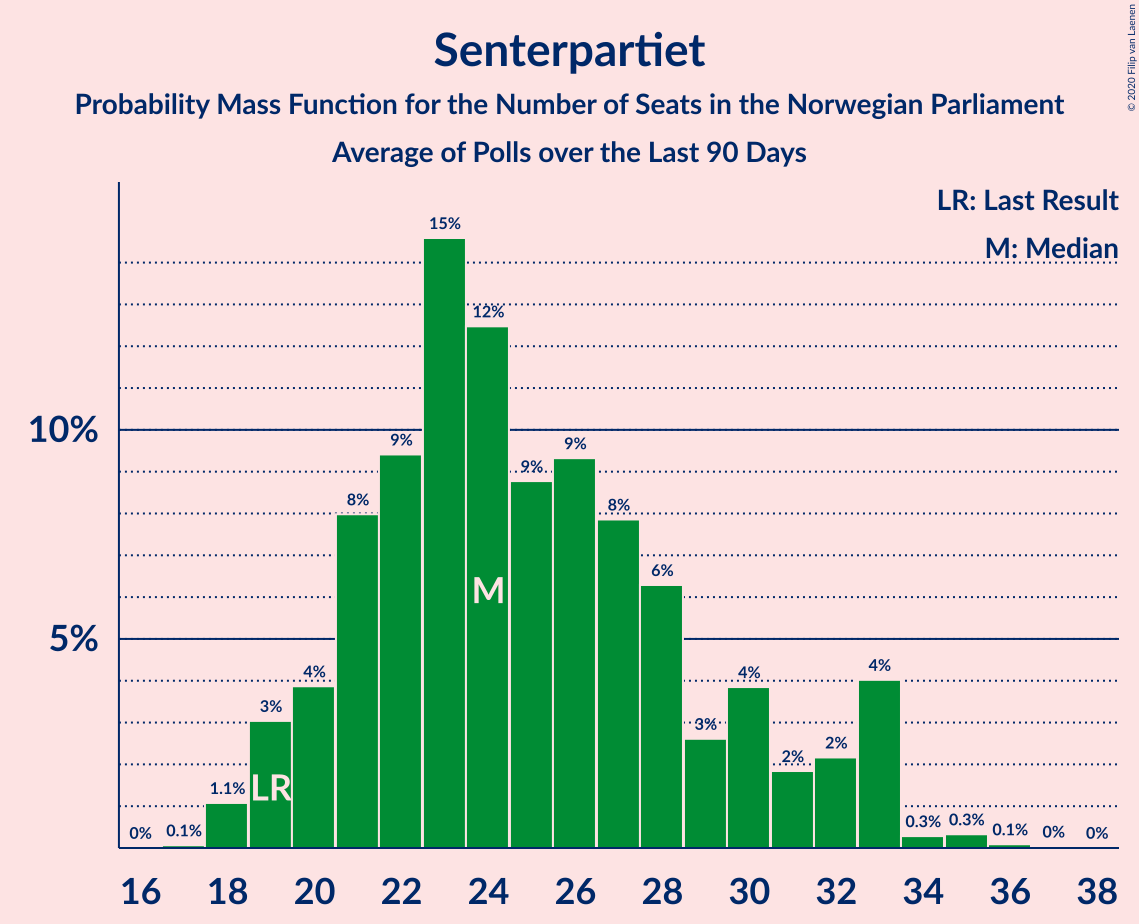 Senterpartiet
Probability Mass Function for the Number of Seats in the Norwegian Parliament
Average of Polls over the Last 90 Days
© 2020 Filip van Laenen
LR: Last Result
M: Median
10%
5%
0% 0.1% 1.1% 3% 4% 8% 9% 15% 12% 9% 9% 8% 6% 3% 4% 2% 2% 4% 0.3% 0.3% 0.1% 0% 0%
LR M
16 18 20 22 24 26 28 30 32 34 36 38